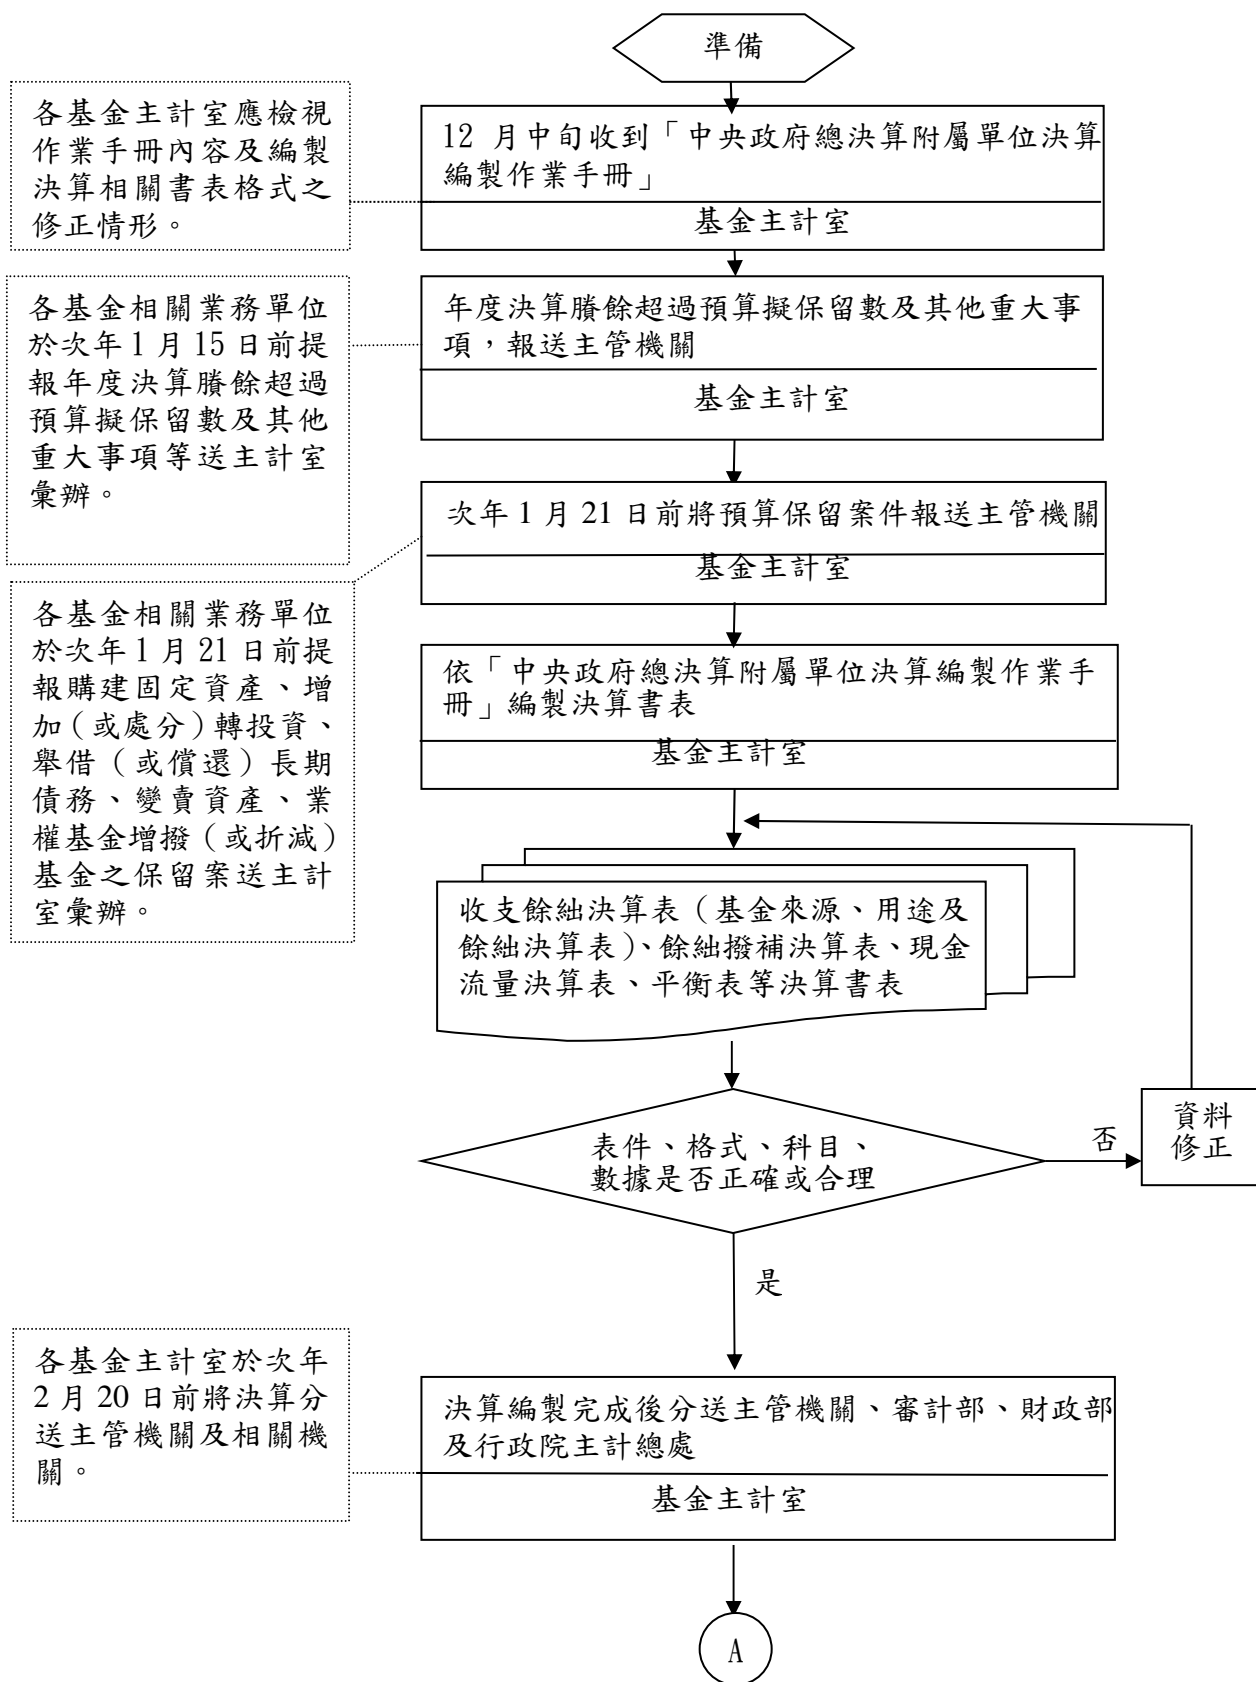 準備
各基金主計室應檢視
作業手冊內容及編製
決算相關書表格式之
修正情形。
12 月中旬收到「中央政府總決算附屬單位決算
編製作業手冊」
基金主計室
各基金相關業務單位
於次年1月15日前提
報年度決算賸餘超過
預算擬保留數及其他
重大事項等送主計室
彙辦。
年度決算賸餘超過預算擬保留數及其他重大事
項，報送主管機關
基金主計室
次年1月21日前將預算保留案件報送主管機關
基金主計室
各基金相關業務單位
於次年1月21日前提
報購建固定資產、增
加（或處分）轉投資、
舉借（或償還）長期
債務、變賣資產、業
權基金增撥（或折減）
基金之保留案送主計
室彙辦。
依「中央政府總決算附屬單位決算編製作業手
冊」編製決算書表
基金主計室
收支餘絀決算表（基金來源、用途及
餘絀決算表）、餘絀撥補決算表、現金
流量決算表、平衡表等決算書表
表件、格式、科目、
數據是否正確或合理
否
資料
修正
是
各基金主計室於次年
2月20日前將決算分
送主管機關及相關機
關。
決算編製完成後分送主管機關、審計部、財政部
及行政院主計總處
基金主計室
A